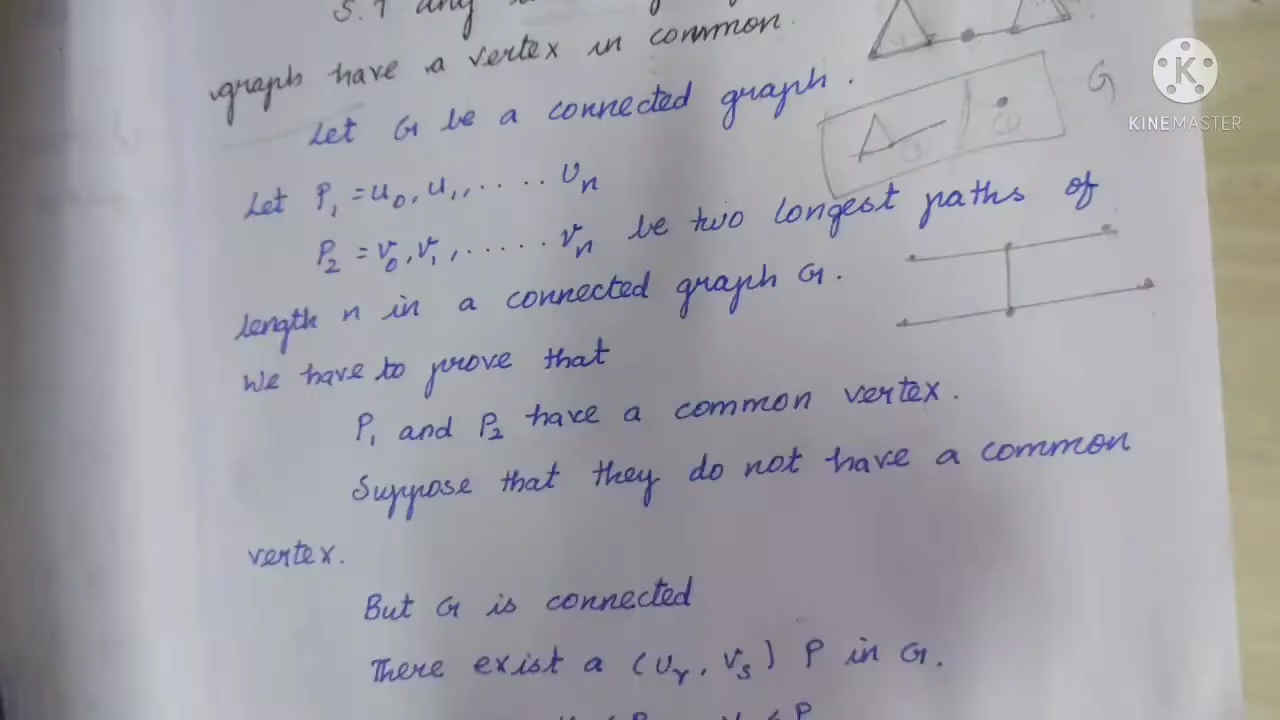 S.T any
graph have a vertex in common.
Let G be a connected graph.
G
K
KINEMASTER
Let P₁ = u₀, u₁, ..... uₙ
P₂ = v₀, v₁, ...... vₙ be two longest paths of
length n in a connected graph G.
We have to prove that
P₁ and P₂ have a common vertex.
Suppose that they do not have a common
vertex.
But G is connected
There exist a (uᵣ, vₛ) P in G.